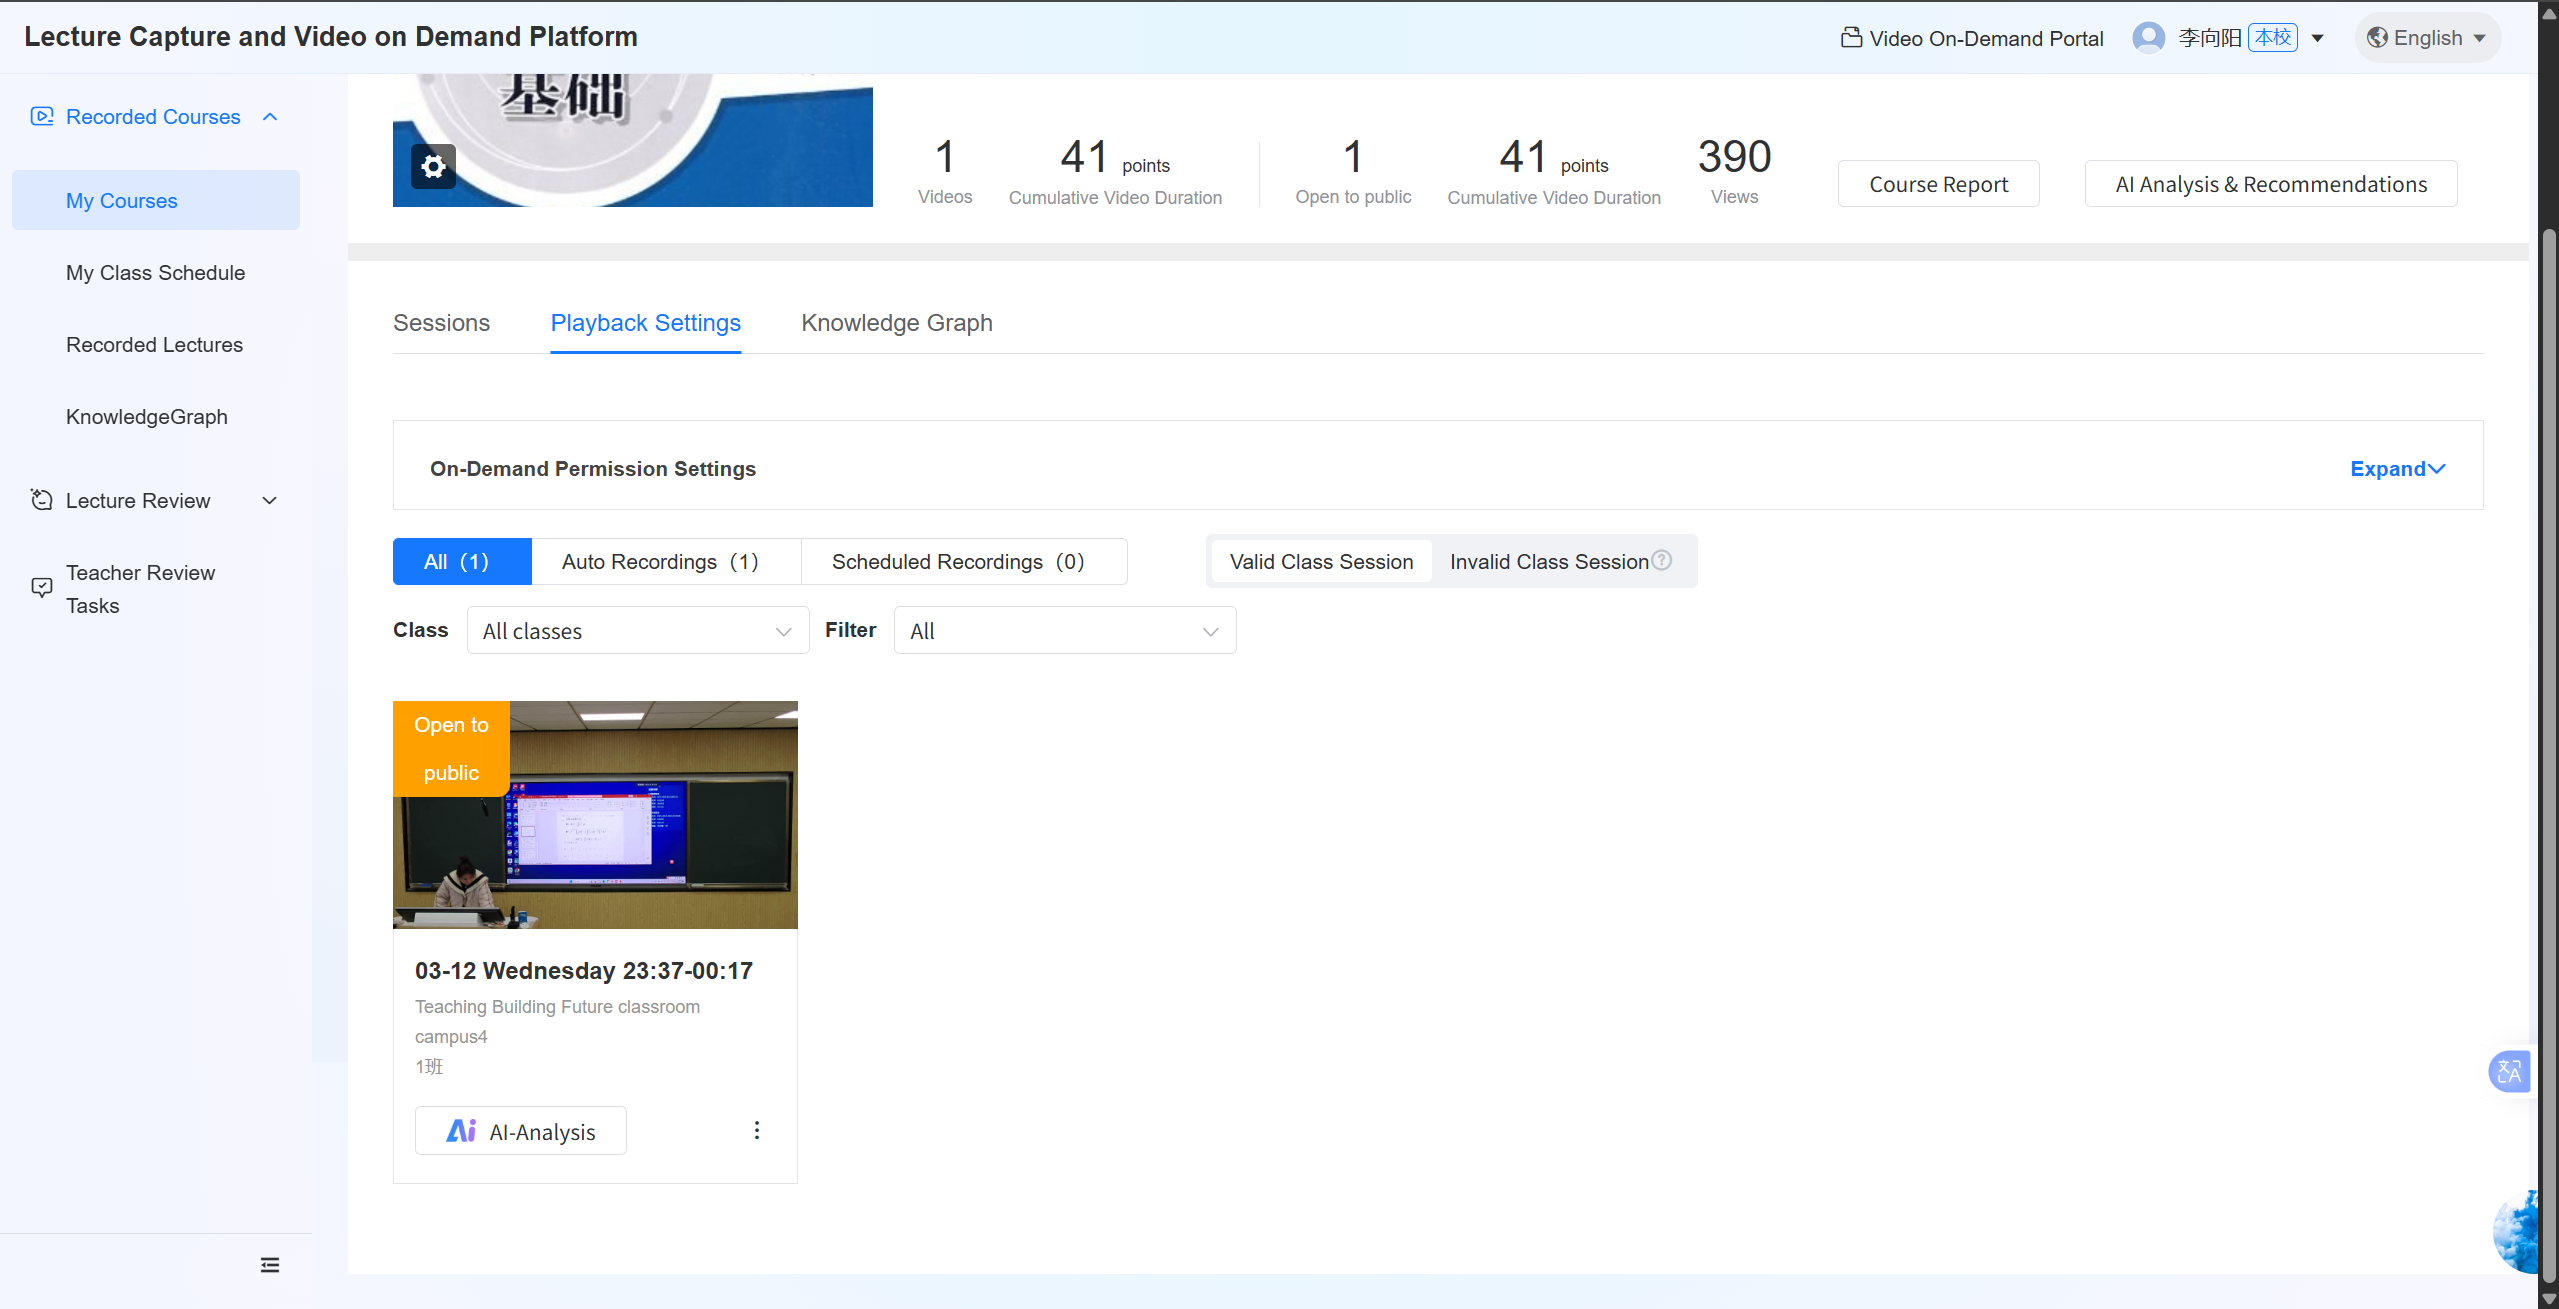 Lecture Capture and Video on Demand Platform
Video On-Demand Portal
李向阳 本校
English
Recorded Courses
My Courses
My Class Schedule
Recorded Lectures
KnowledgeGraph
Lecture Review
Teacher Review
Tasks
基础
1
Videos
41 points
Cumulative Video Duration
1
Open to public
41 points
Cumulative Video Duration
390
Views
Course Report
AI Analysis & Recommendations
Sessions
Playback Settings
Knowledge Graph
On-Demand Permission Settings
Expand
All（1）
Auto Recordings（1）
Scheduled Recordings（0）
Valid Class Session
Invalid Class Session
Class
All classes
Filter
All
Open to
public
03-12 Wednesday 23:37-00:17
Teaching Building Future classroom
campus4
1班
Ai AI-Analysis